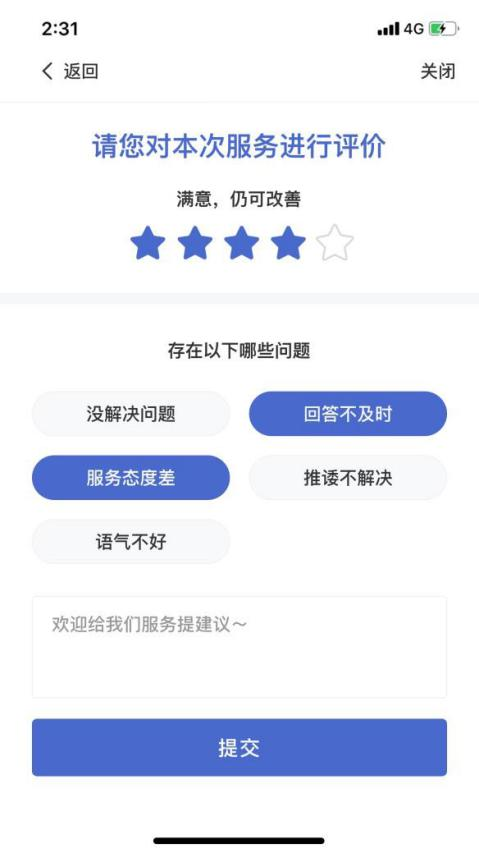 2:31 4G
返回 关闭
请您对本次服务进行评价
满意，仍可改善
存在以下哪些问题
没解决问题 回答不及时
服务态度差 推诿不解决
语气不好
欢迎给我们服务提建议～
提交